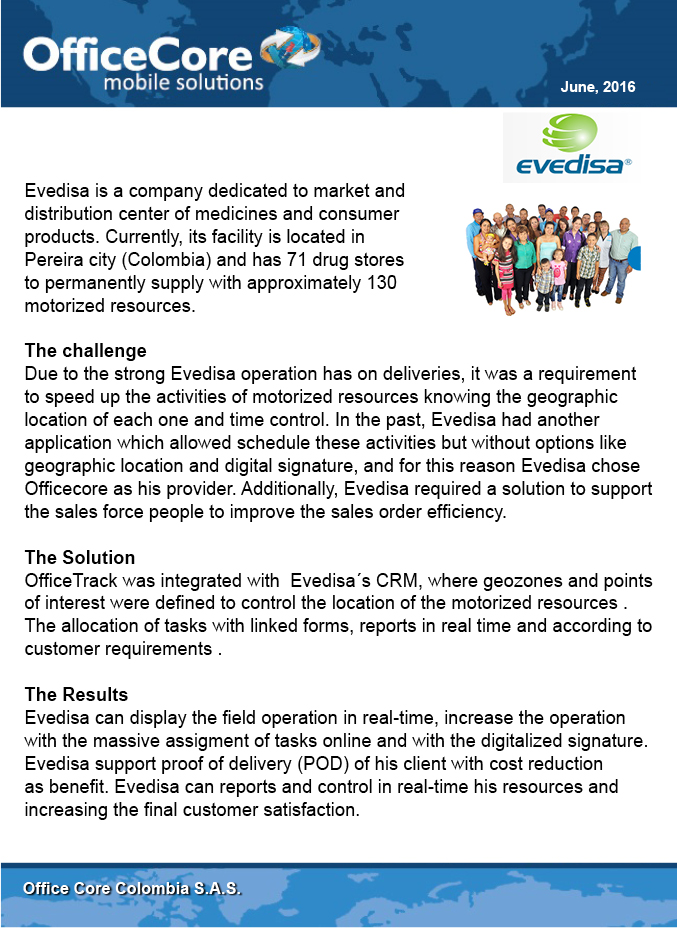 OfficeCore
mobile solutions
June, 2016
evedisa®
Evedisa is a company dedicated to market and
distribution center of medicines and consumer
products. Currently, its facility is located in
Pereira city (Colombia) and has 71 drug stores
to permanently supply with approximately 130
motorized resources.
The challenge
Due to the strong Evedisa operation has on deliveries, it was a requirement
to speed up the activities of motorized resources knowing the geographic
location of each one and time control. In the past, Evedisa had another
application which allowed schedule these activities but without options like
geographic location and digital signature, and for this reason Evedisa chose
Officecore as his provider. Additionally, Evedisa required a solution to support
the sales force people to improve the sales order efficiency.
The Solution
OfficeTrack was integrated with  Evedisa´s CRM, where geozones and points
of interest were defined to control the location of the motorized resources .
The allocation of tasks with linked forms, reports in real time and according to
customer requirements .
The Results
Evedisa can display the field operation in real-time, increase the operation
with the massive assigment of tasks online and with the digitalized signature.
Evedisa support proof of delivery (POD) of his client with cost reduction
as benefit. Evedisa can reports and control in real-time his resources and
increasing the final customer satisfaction.
Office Core Colombia S.A.S.